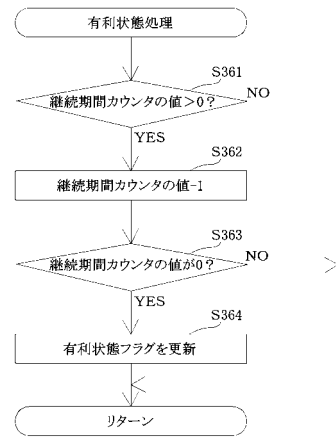 有利状態処理
S361
継続期間カウンタの値>0?
NO
YES
S362
継続期間カウンタの値-1
S363
継続期間カウンタの値が0?
NO
YES
S364
有利状態フラグを更新
リターン